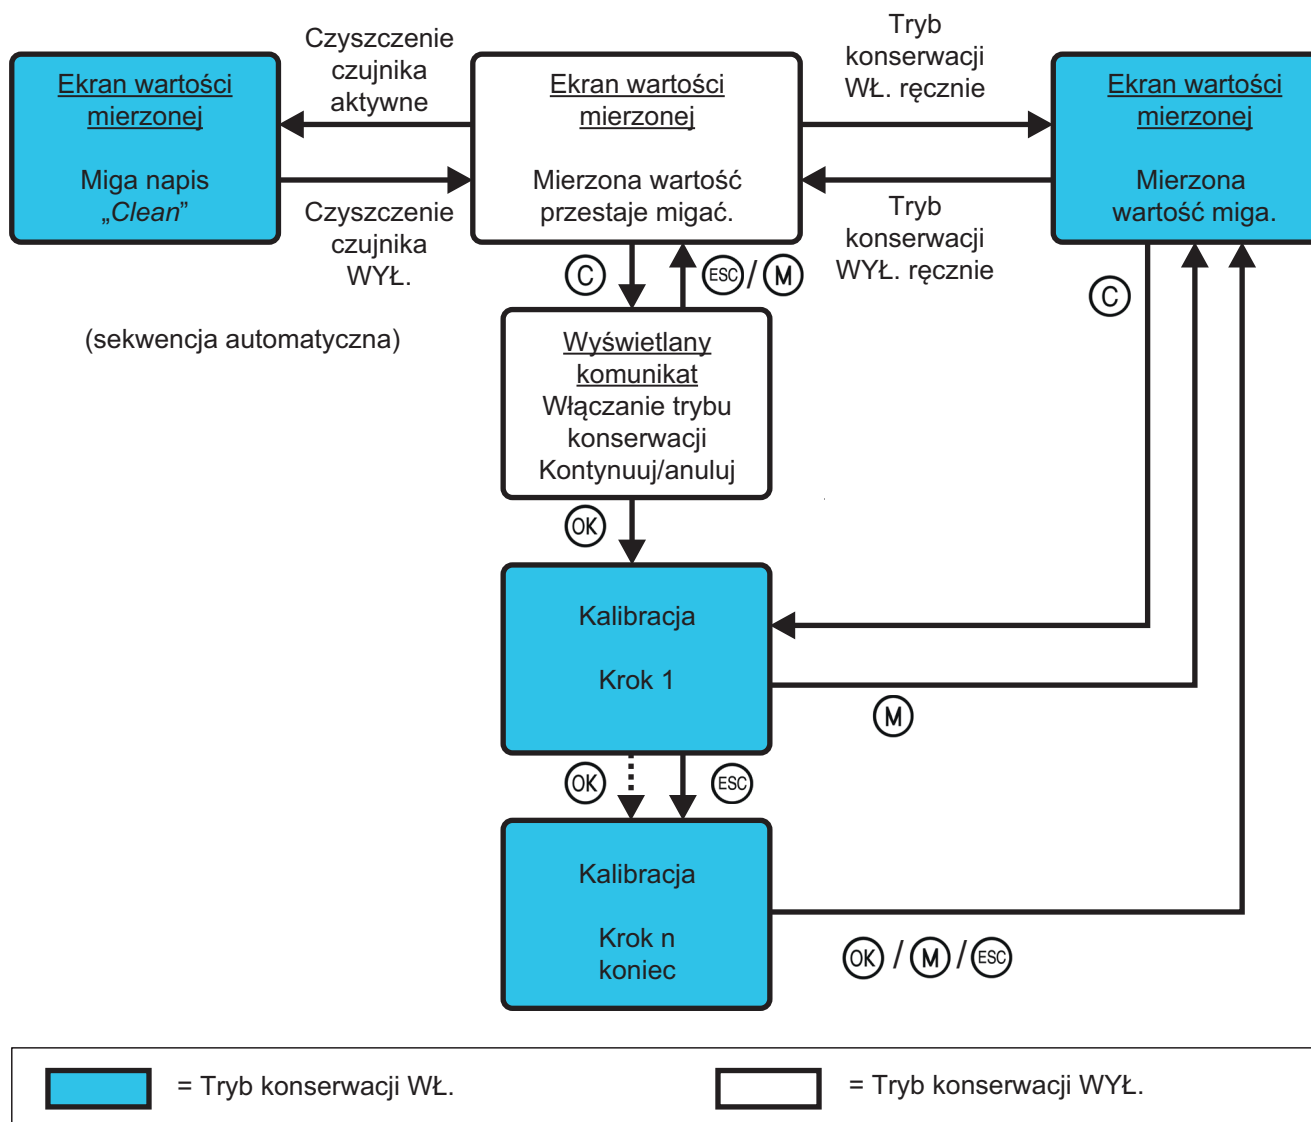 Czyszczenie
czujnika
aktywne
Tryb
konserwacji
WŁ. ręcznie
Ekran wartości
mierzonej
Miga napis
„Clean”
Ekran wartości
mierzonej
Mierzona wartość
przestaje migać.
Ekran wartości
mierzonej
Mierzona
wartość miga.
Czyszczenie
czujnika
WYŁ.
Tryb
konserwacji
WYŁ. ręcznie
C
ESC / M
C
(sekwencja automatyczna)
Wyświetlany
komunikat
Włączanie trybu
konserwacji
Kontynuuj/anuluj
OK
Kalibracja
Krok 1
M
OK
ESC
Kalibracja
Krok n
koniec
OK / M / ESC
= Tryb konserwacji WŁ.
= Tryb konserwacji WYŁ.